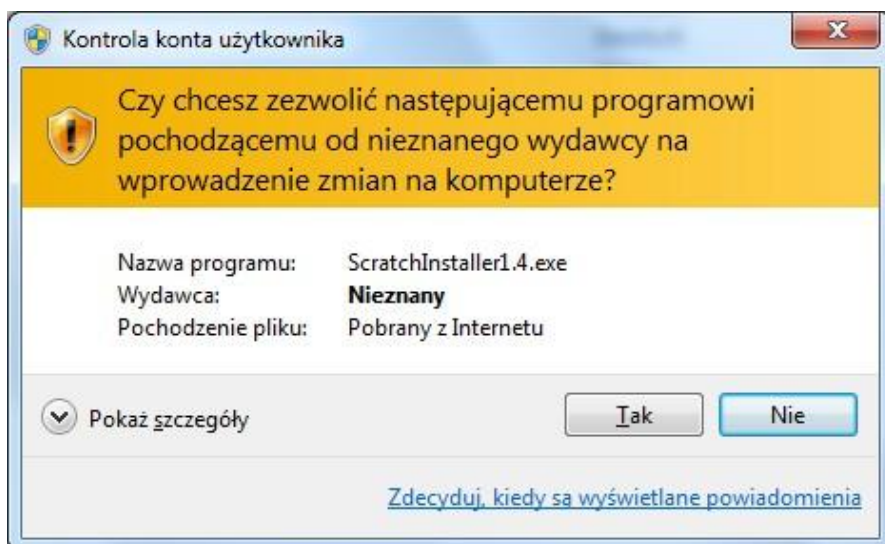 Kontrola konta użytkownika
Czy chcesz zezwolić następującemu programowi
pochodzącemu od nieznanego wydawcy na
wprowadzenie zmian na komputerze?
Nazwa programu: ScratchInstaller1.4.exe
Wydawca: Nieznany
Pochodzenie pliku: Pobrany z Internetu
Pokaż szczegóły Tak Nie
Zdecyduj, kiedy są wyświetlane powiadomienia